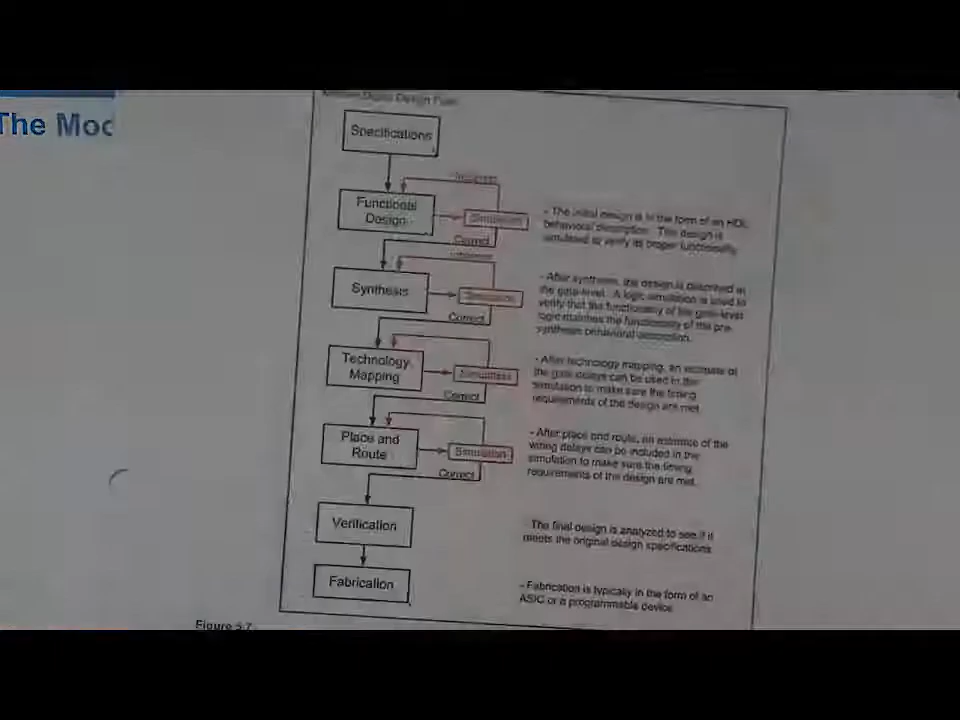 The Moc
Modern Digital Design Flow
Specifications
Functional
Design
Simulation
- The initial design is in the form of an HDL
behavioral description. This design is
simulated to verify its proper functionality.
Correct
Synthesis
- After synthesis, the design is described at
the gate-level. A logic simulation is used to
verify that the functionality of the gate-level
logic matches the functionality of the pre-
synthesis behavioral description.
Correct
Technology
Mapping
Simulation
- After technology mapping, an estimate of
the gate delays can be used in the
simulation to make sure the timing
requirements of the design are met.
Correct
Place and
Route
Simulation
- After place and route, an estimate of the
wiring delays can be included in the
simulation to make sure the timing
requirements of the design are met.
Correct
Verification
- The final design is analyzed to see if it
meets the original design specifications.
Fabrication
- Fabrication is typically in the form of an
ASIC or a programmable device.
Figure 5.7